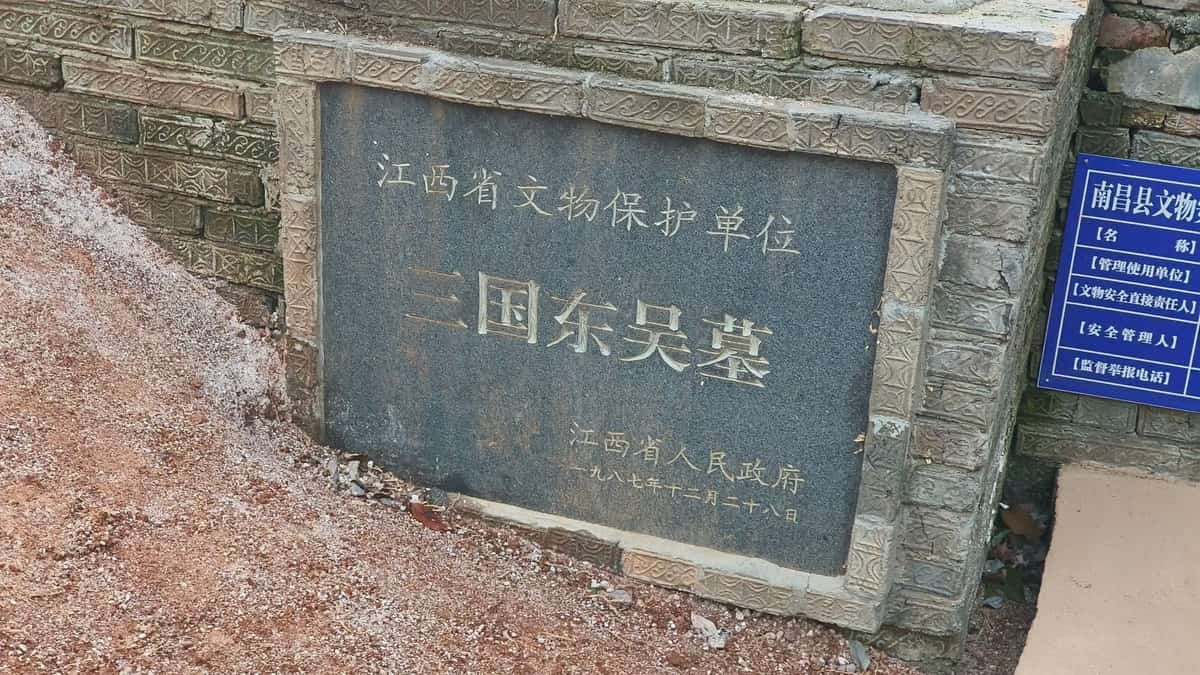 江西省文物保护单位
三国东吴墓
江西省人民政府
一九八七年十二月二十八日
南昌县文物
【名 称】
【管理使用单位】
【文物安全直接责任人】
【安全管理人】
【监督举报电话】